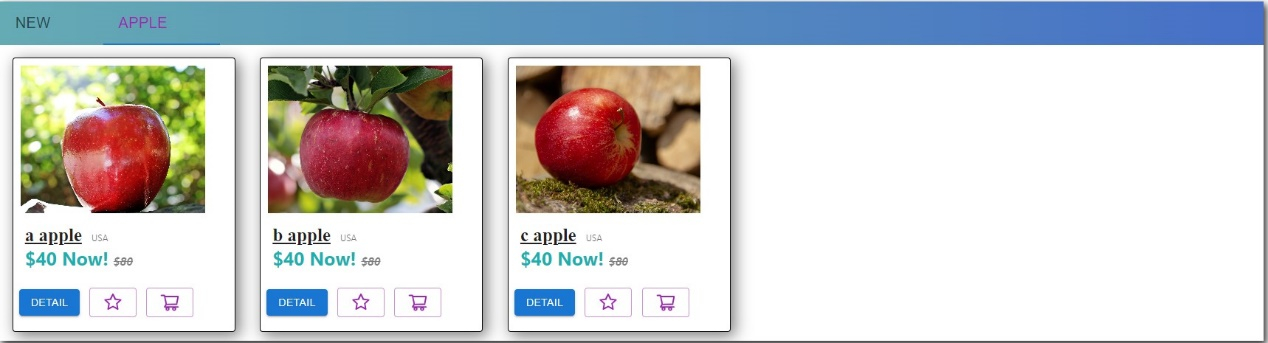 NEW APPLE
a apple USA
$40 Now! $80
DETAIL
b apple USA
$40 Now! $80
DETAIL
c apple USA
$40 Now! $80
DETAIL